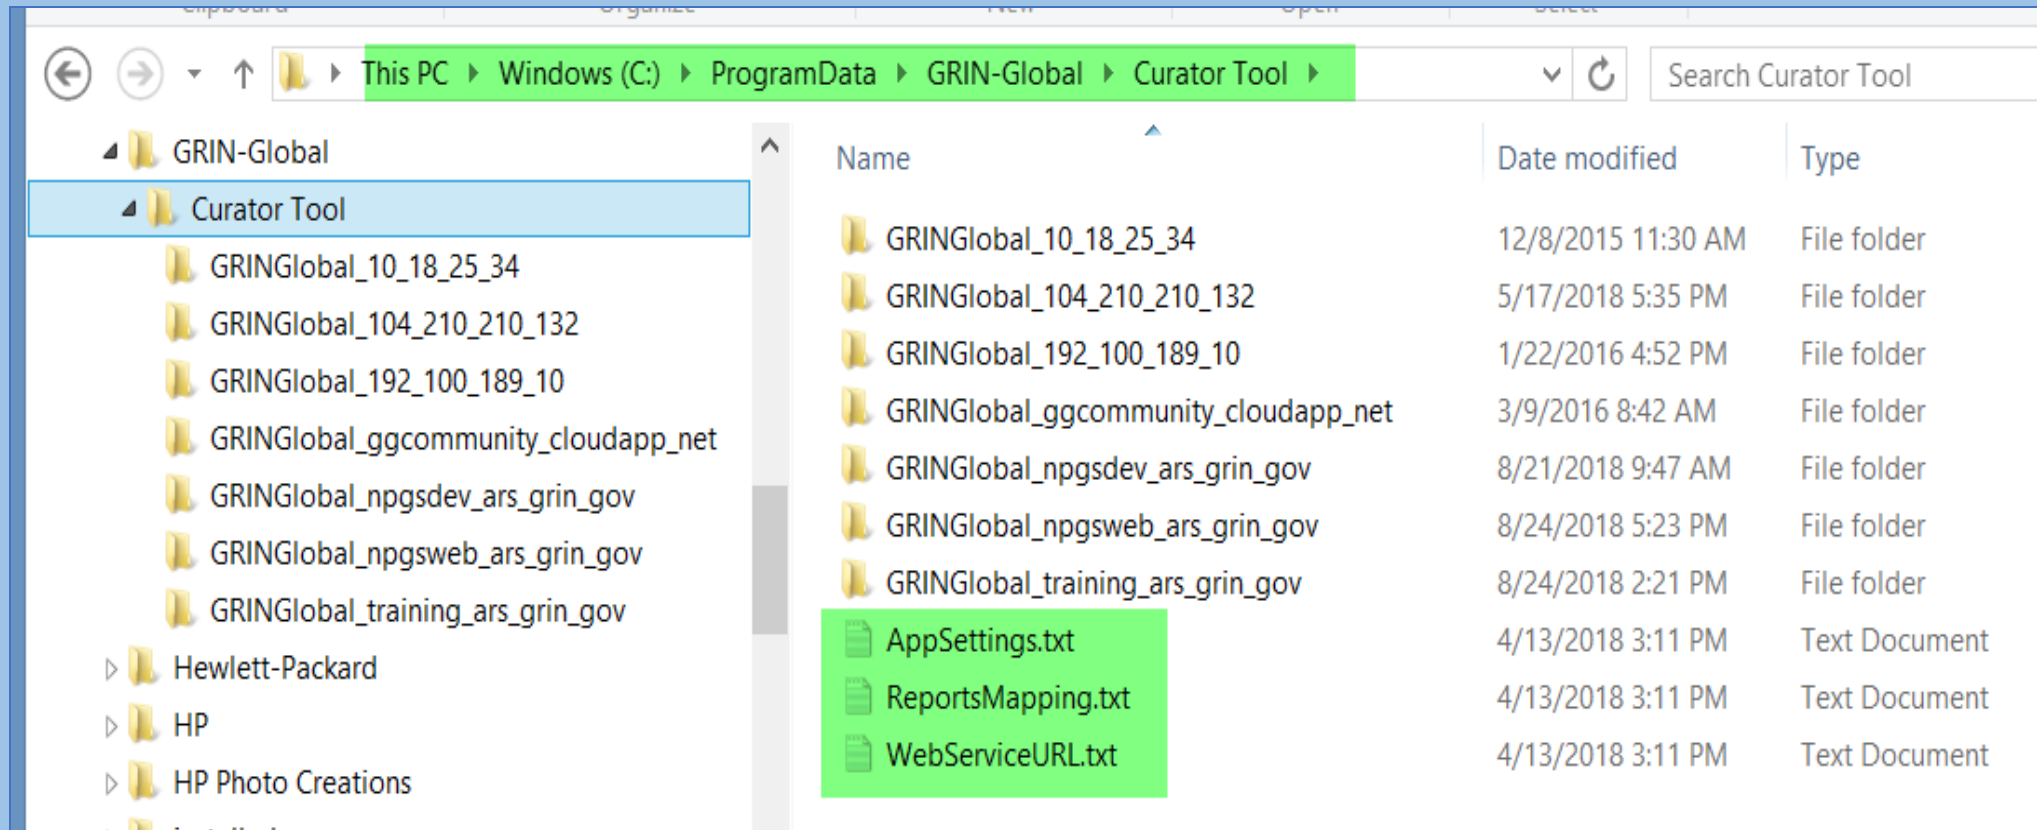 Clipboard Organize New Open Select
This PC Windows (C:) ProgramData GRIN-Global Curator Tool
Search Curator Tool
GRIN-Global
Curator Tool
GRINGlobal_10_18_25_34
GRINGlobal_104_210_210_132
GRINGlobal_192_100_189_10
GRINGlobal_ggcommunity_cloudapp_net
GRINGlobal_npgsdev_ars_grin_gov
GRINGlobal_npgsweb_ars_grin_gov
GRINGlobal_training_ars_grin_gov
Hewlett-Packard
HP
HP Photo Creations
Name Date modified Type
GRINGlobal_10_18_25_34 12/8/2015 11:30 AM File folder
GRINGlobal_104_210_210_132 5/17/2018 5:35 PM File folder
GRINGlobal_192_100_189_10 1/22/2016 4:52 PM File folder
GRINGlobal_ggcommunity_cloudapp_net 3/9/2016 8:42 AM File folder
GRINGlobal_npgsdev_ars_grin_gov 8/21/2018 9:47 AM File folder
GRINGlobal_npgsweb_ars_grin_gov 8/24/2018 5:23 PM File folder
GRINGlobal_training_ars_grin_gov 8/24/2018 2:21 PM File folder
AppSettings.txt 4/13/2018 3:11 PM Text Document
ReportsMapping.txt 4/13/2018 3:11 PM Text Document
WebServiceURL.txt 4/13/2018 3:11 PM Text Document